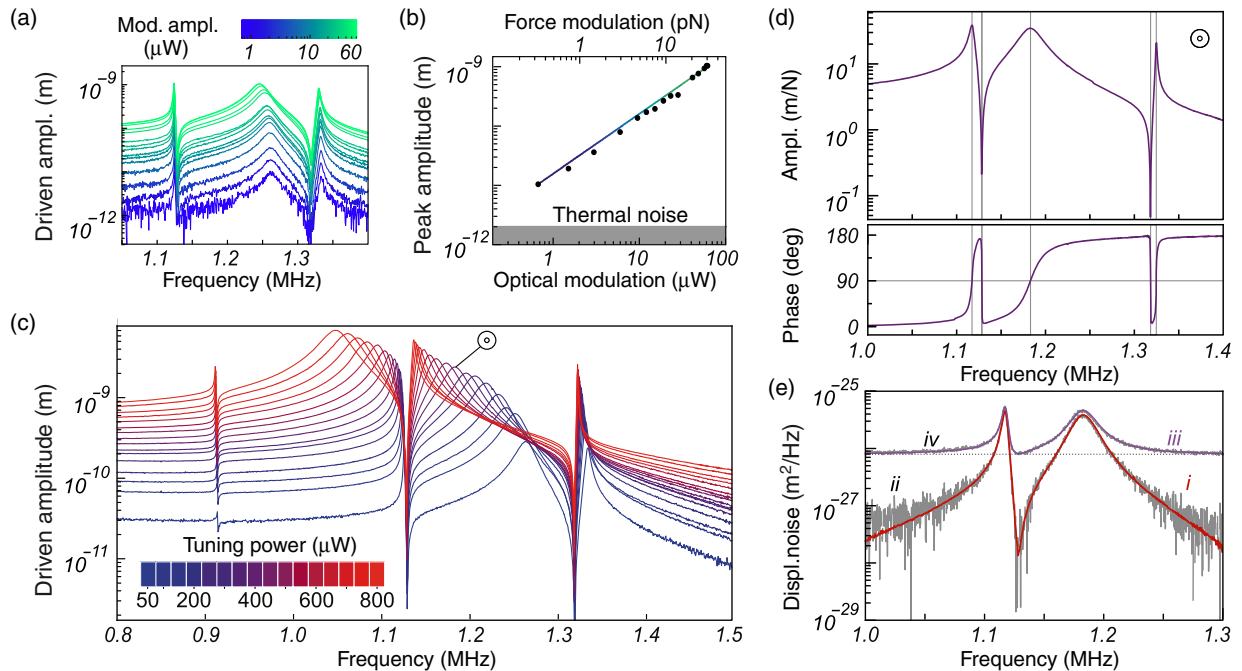 (a)
Mod. ampl.
(μW)
1 10 60
Driven ampl. (m)
10⁻⁹
10⁻¹²
1.1 1.2 1.3
Frequency (MHz)
(b)
Force modulation (pN)
1 10
Peak amplitude (m)
10⁻⁹
10⁻¹²
Thermal noise
1 10 100
Optical modulation (μW)
(c)
Driven amplitude (m)
10⁻⁹
10⁻¹⁰
10⁻¹¹
Tuning power (μW)
50 200 400 600 800
0.8 0.9 1.0 1.1 1.2 1.3 1.4 1.5
Frequency (MHz)
(d)
Ampl. (m/N)
10¹
10⁰
10⁻¹
Phase (deg)
180
90
0
1.0 1.1 1.2 1.3 1.4
Frequency (MHz)
(e)
Displ.noise (m²/Hz)
10⁻²⁵
10⁻²⁷
10⁻²⁹
iv
iii
ii
i
1.0 1.1 1.2 1.3
Frequency (MHz)